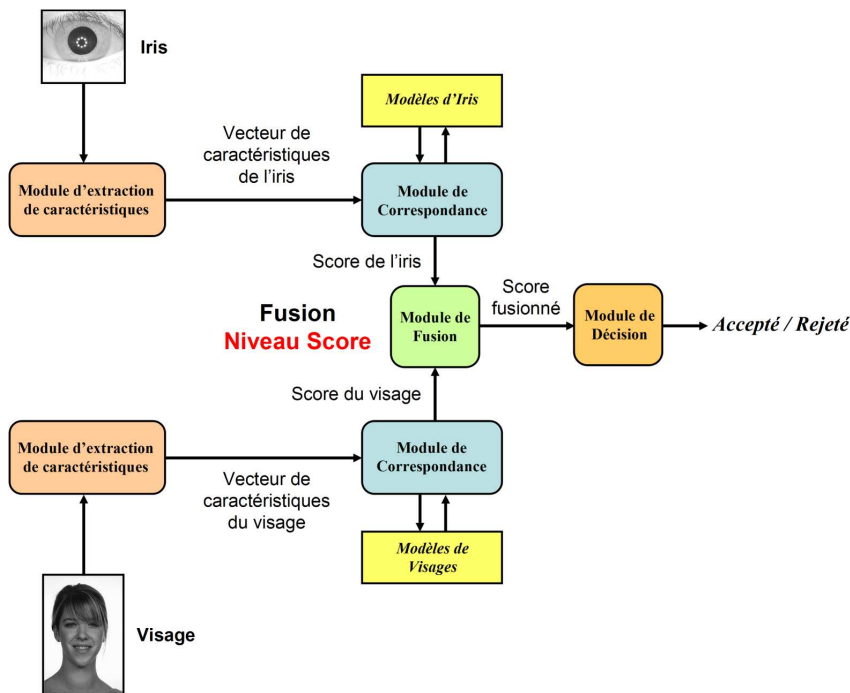 Iris
Modèles d'Iris
Vecteur de
caractéristiques
de l'iris
Module d'extraction
de caractéristiques
Module de
Correspondance
Score de l'iris
Fusion
Niveau Score
Module de
Fusion
Score
fusionné
Module de
Décision
Accepté / Rejeté
Score du visage
Module d'extraction
de caractéristiques
Module de
Correspondance
Vecteur de
caractéristiques
du visage
Modèles de
Visages
Visage